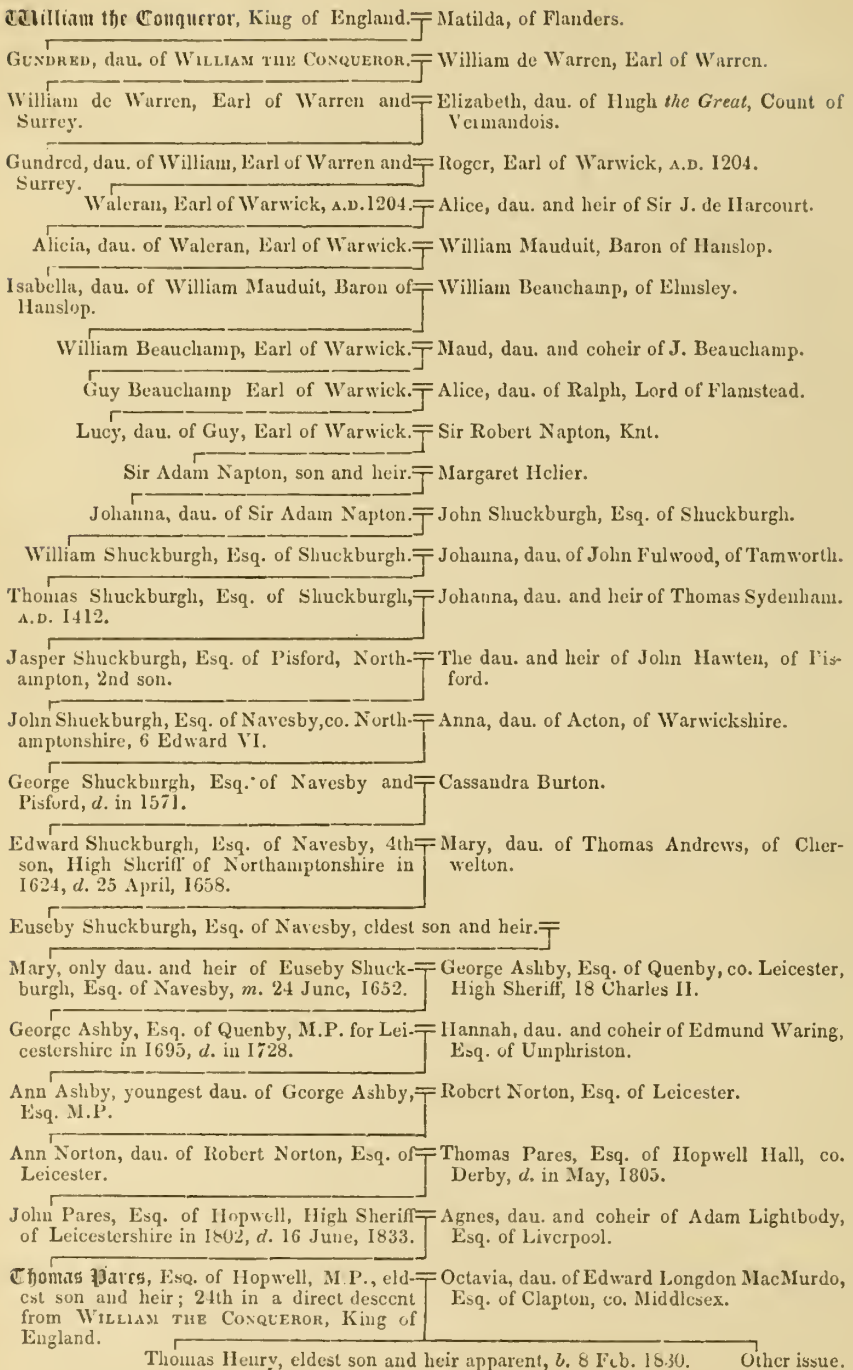 William the Conqueror, King of England. Matilda, of Flanders.
GUNDRED, dau. of WILLIAM THE CONQUEROR. William de Warren, Earl of Warren.
William de Warren, Earl of Warren and Elizabeth, dau. of Hugh the Great, Count of
Surrey. Vermandois.
Gundred, dau. of William, Earl of Warren and Roger, Earl of Warwick, A.D. 1204.
Surrey.
Waleran, Earl of Warwick, A.D. 1204. Alice, dau. and heir of Sir J. de Harcourt.
Alicia, dau. of Waleran, Earl of Warwick. William Mauduit, Baron of Hanslop.
Isabella, dau. of William Mauduit, Baron of William Beauchamp, of Elmsley.
Hanslop.
William Beauchamp, Earl of Warwick. Maud, dau. and coheir of J. Beauchamp.
Guy Beauchamp Earl of Warwick. Alice, dau. of Ralph, Lord of Flamstead.
Lucy, dau. of Guy, Earl of Warwick. Sir Robert Napton, Knt.
Sir Adam Napton, son and heir. Margaret Helier.
Johanna, dau. of Sir Adam Napton. John Shuckburgh, Esq. of Shuckburgh.
William Shuckburgh, Esq. of Shuckburgh. Johanna, dau. of John Fulwood, of Tamworth.
Thomas Shuckburgh, Esq. of Shuckburgh, Johanna, dau. and heir of Thomas Sydenham.
A.D. 1412.
Jasper Shuckburgh, Esq. of Pisford, North- The dau. and heir of John Hawten, of Pis-
ampton, 2nd son. ford.
John Shuckburgh, Esq. of Navesby, co. North- Anna, dau. of Acton, of Warwickshire.
amptonshire, 6 Edward VI.
George Shuckburgh, Esq. of Navesby and Cassandra Burton.
Pisford, d. in 1571.
Edward Shuckburgh, Esq. of Navesby, 4th Mary, dau. of Thomas Andrews, of Cher-
son, High Sheriff of Northamptonshire in welton.
1624, d. 25 April, 1658.
Euseby Shuckburgh, Esq. of Navesby, eldest son and heir.
Mary, only dau. and heir of Euseby Shuck- George Ashby, Esq. of Quenby, co. Leicester,
burgh, Esq. of Navesby, m. 24 June, 1652. High Sheriff, 18 Charles II.
George Ashby, Esq. of Quenby, M.P. for Lei- Hannah, dau. and coheir of Edmund Waring,
cestershire in 1695, d. in 1728. Esq. of Umphriston.
Ann Ashby, youngest dau. of George Ashby, Robert Norton, Esq. of Leicester.
Esq. M.P.
Ann Norton, dau. of Robert Norton, Esq. of Thomas Pares, Esq. of Hopwell Hall, co.
Leicester. Derby, d. in May, 1805.
John Pares, Esq. of Hopwell, High Sheriff Agnes, dau. and coheir of Adam Lightbody,
of Leicestershire in 1802, d. 16 June, 1833. Esq. of Liverpool.
Thomas Pares, Esq. of Hopwell, M.P., eld- Octavia, dau. of Edward Longdon MacMurdo,
est son and heir; 24th in a direct descent Esq. of Clapton, co. Middlesex.
from WILLIAM THE CONQUEROR, King of
England.
Thomas Henry, eldest son and heir apparent, b. 8 Feb. 1830. Other issue.